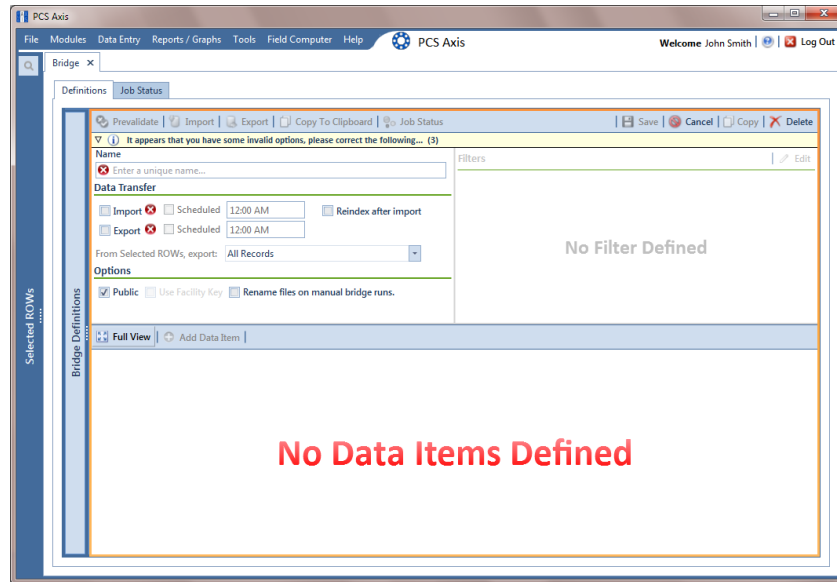 PCS Axis
File Modules Data Entry Reports / Graphs Tools Field Computer Help PCS Axis Welcome John Smith | | Log Out
Bridge ×
Definitions Job Status
Prevalidate | Import | Export | Copy To Clipboard | Job Status | Save | Cancel | Copy | Delete
It appears that you have some invalid options, please correct the following... (3)
Name
Enter a unique name...
Filters | Edit
Data Transfer
Import Scheduled 12:00 AM Reindex after import
Export Scheduled 12:00 AM
No Filter Defined
From Selected ROWs, export: All Records
Options
Public Use Facility Key Rename files on manual bridge runs.
Selected ROWs
Bridge Definitions
Full View | Add Data Item |
No Data Items Defined